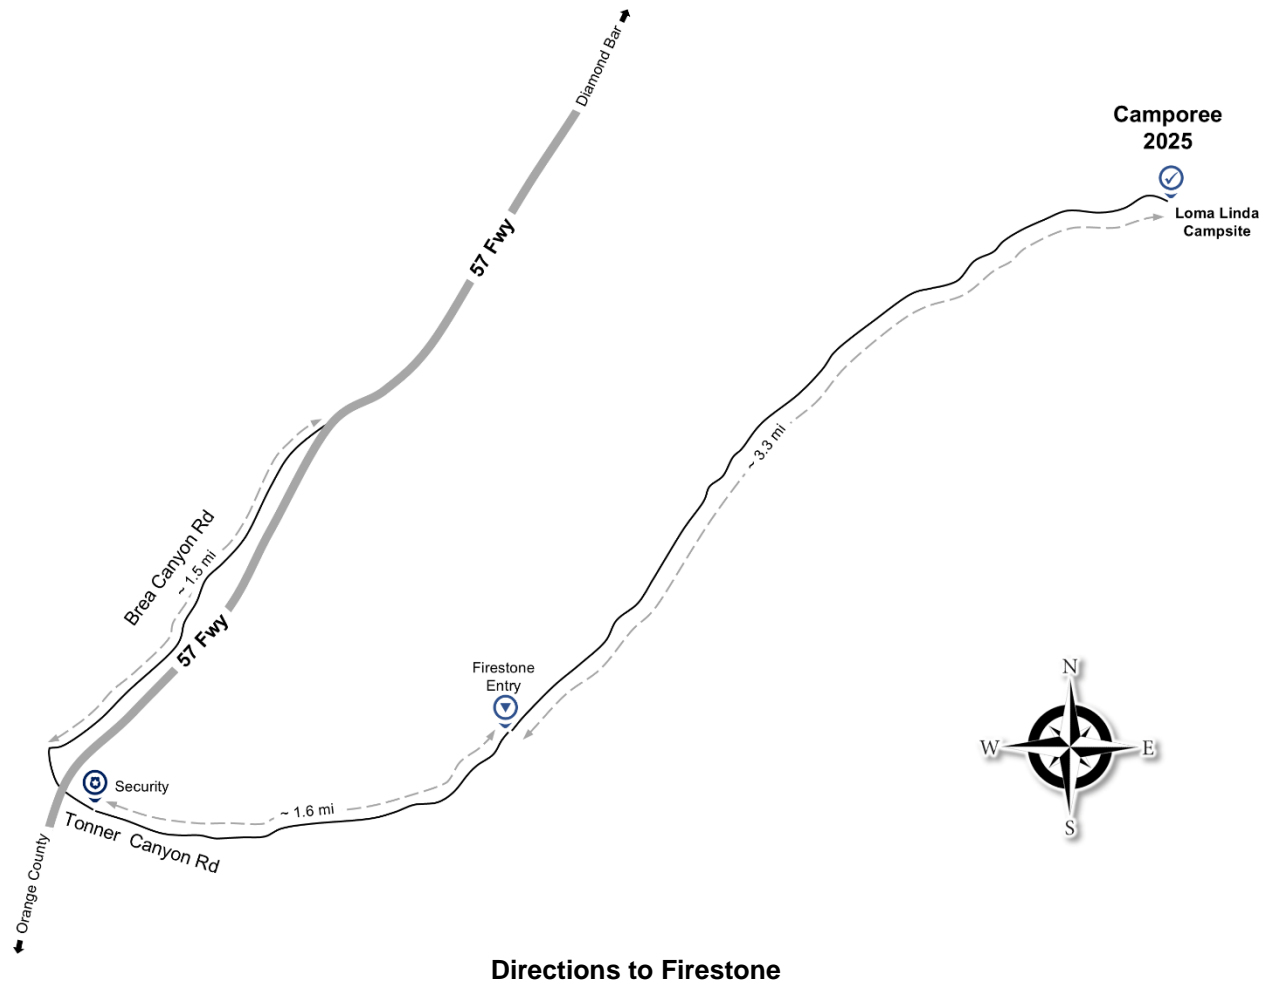 Diamond Bar
Camporee
2025
Loma Linda
Campsite
57 Fwy
~ 3.3 mi
Brea Canyon Rd
~ 1.5 mi
57 Fwy
Firestone
Entry
N
W
E
S
Security
~ 1.6 mi
Tonner Canyon Rd
Orange County
Directions to Firestone